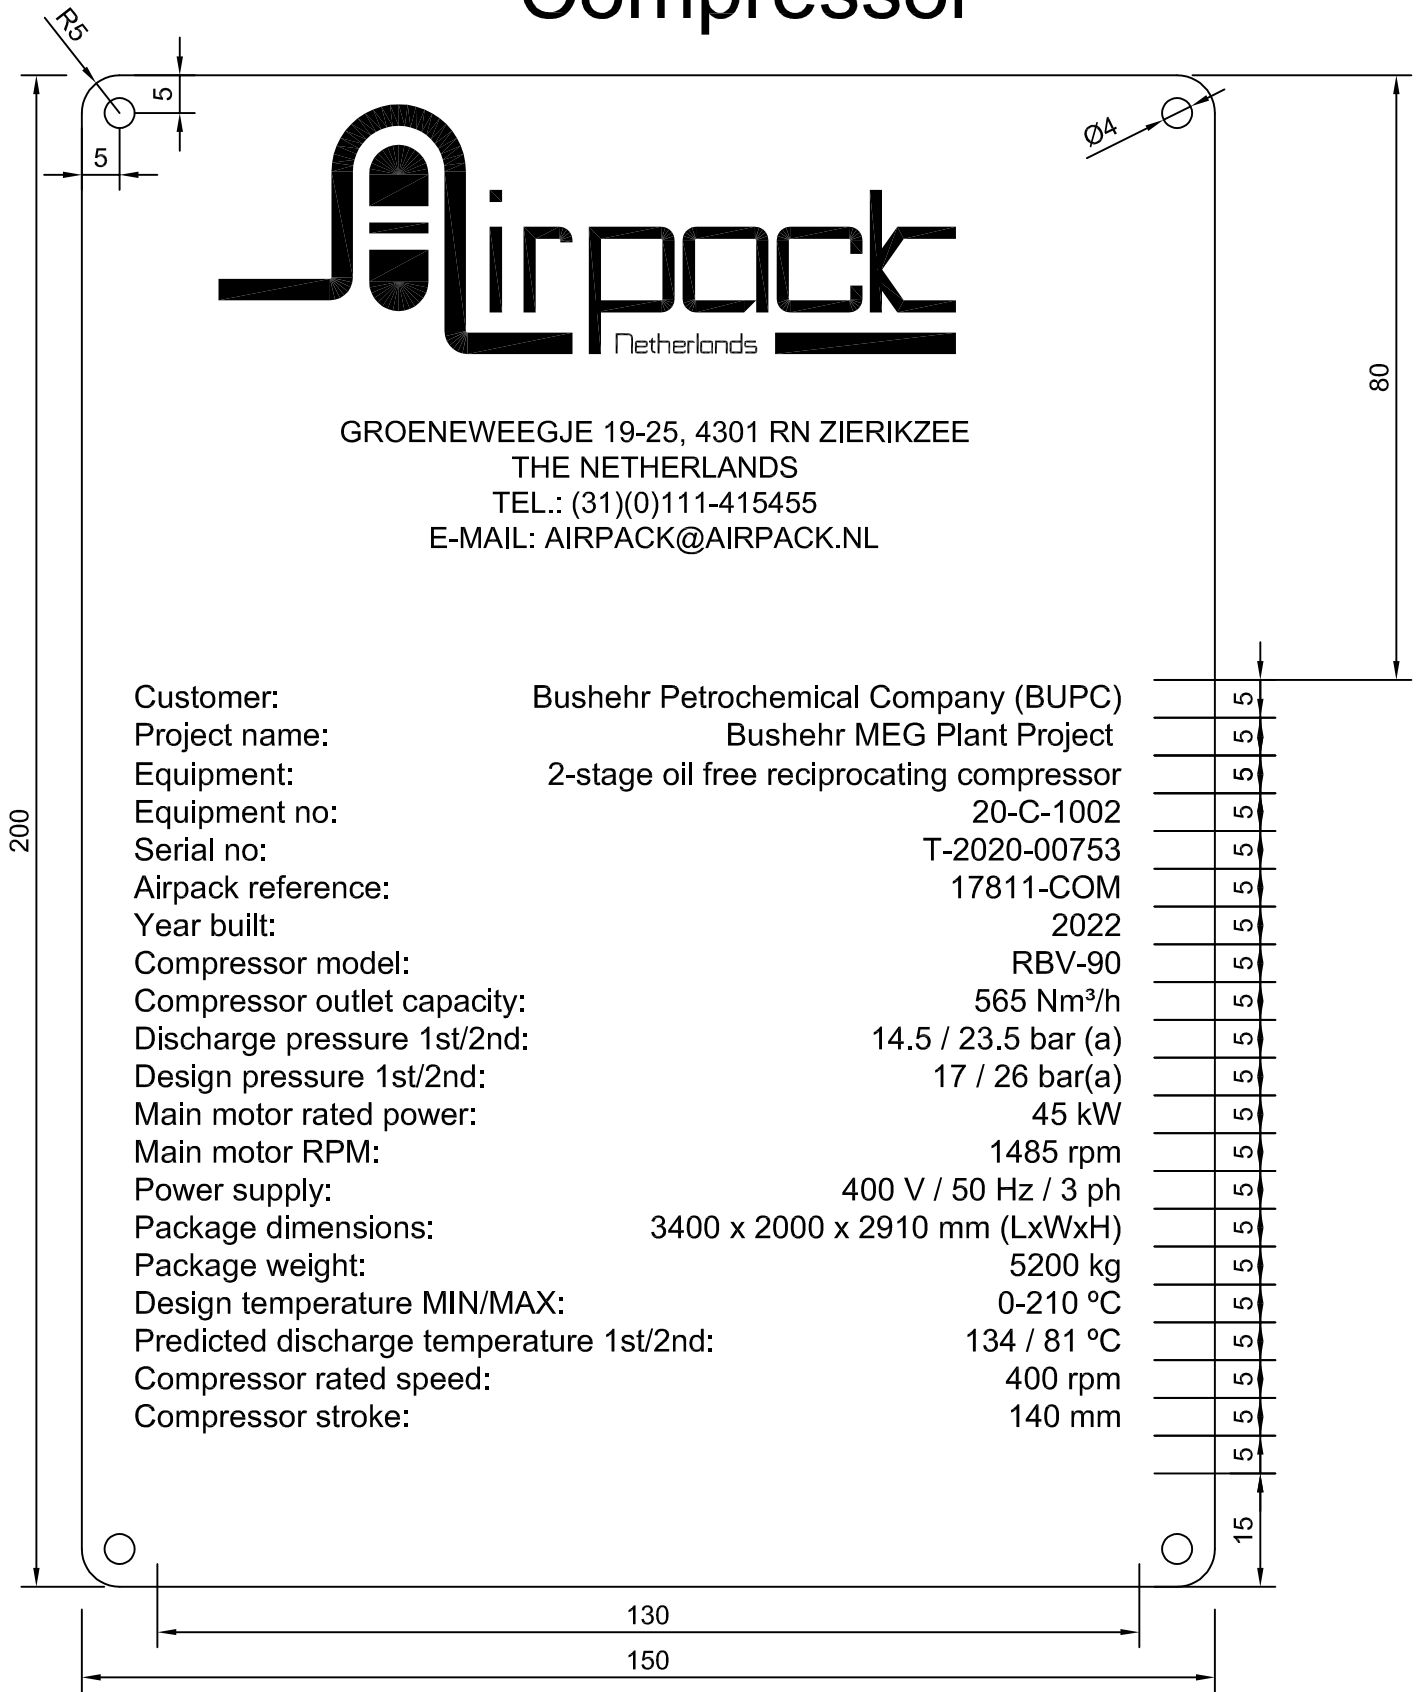 Compressor
R5
5
5
Ø4
Airpack
Netherlands
80
GROENEWEEGJE 19-25, 4301 RN ZIERIKZEE
THE NETHERLANDS
TEL.: (31)(0)111-415455
E-MAIL: AIRPACK@AIRPACK.NL
200
Customer: Bushehr Petrochemical Company (BUPC) 5
Project name: Bushehr MEG Plant Project 5
Equipment: 2-stage oil free reciprocating compressor 5
Equipment no: 20-C-1002 5
Serial no: T-2020-00753 5
Airpack reference: 17811-COM 5
Year built: 2022 5
Compressor model: RBV-90 5
Compressor outlet capacity: 565 Nm³/h 5
Discharge pressure 1st/2nd: 14.5 / 23.5 bar (a) 5
Design pressure 1st/2nd: 17 / 26 bar(a) 5
Main motor rated power: 45 kW 5
Main motor RPM: 1485 rpm 5
Power supply: 400 V / 50 Hz / 3 ph 5
Package dimensions: 3400 x 2000 x 2910 mm (LxWxH) 5
Package weight: 5200 kg 5
Design temperature MIN/MAX: 0-210 ºC 5
Predicted discharge temperature 1st/2nd: 134 / 81 ºC 5
Compressor rated speed: 400 rpm 5
Compressor stroke: 140 mm 5
5
15
130
150